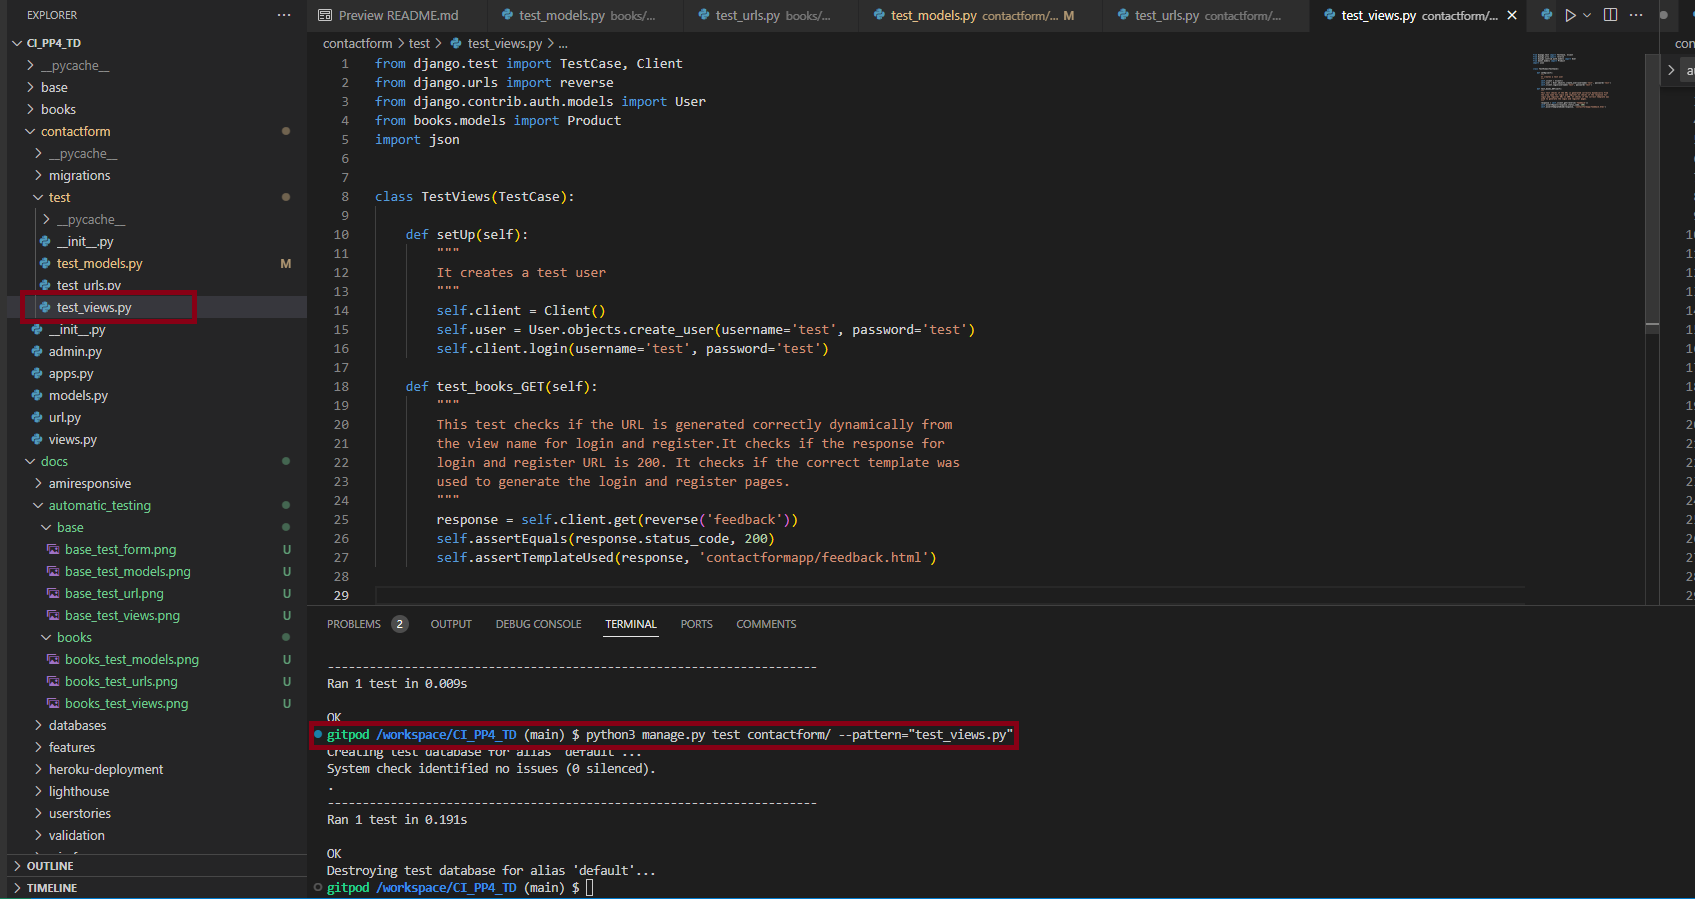 EXPLORER
CI_PP4_TD
__pycache__
base
books
contactform
__pycache__
migrations
test
__pycache__
__init__.py
test_models.py M
test_urls.py
test_views.py
__init__.py
admin.py
apps.py
models.py
url.py
views.py
docs
amiresponsive
automatic_testing
base
base_test_form.png U
base_test_models.png U
base_test_url.png U
base_test_views.png U
books
books_test_models.png U
books_test_urls.png U
books_test_views.png U
databases
features
heroku-deployment
lighthouse
userstories
validation
OUTLINE
TIMELINE
Preview README.md test_models.py books/... test_urls.py books/... test_models.py contactform/... M test_urls.py contactform/... test_views.py contactform/...
contactform > test > test_views.py > ...
1 from django.test import TestCase, Client
2 from django.urls import reverse
3 from django.contrib.auth.models import User
4 from books.models import Product
5 import json
6
7
8 class TestViews(TestCase):
9
10 def setUp(self):
11 """
12 It creates a test user
13 """
14 self.client = Client()
15 self.user = User.objects.create_user(username='test', password='test')
16 self.client.login(username='test', password='test')
17
18 def test_books_GET(self):
19 """
20 This test checks if the URL is generated correctly dynamically from
21 the view name for login and register.It checks if the response for
22 login and register URL is 200. It checks if the correct template was
23 used to generate the login and register pages.
24 """
25 response = self.client.get(reverse('feedback'))
26 self.assertEquals(response.status_code, 200)
27 self.assertTemplateUsed(response, 'contactformapp/feedback.html')
28
29
PROBLEMS 2 OUTPUT DEBUG CONSOLE TERMINAL PORTS COMMENTS
----------------------------------------------------------------------
Ran 1 test in 0.009s
OK
gitpod /workspace/CI_PP4_TD (main) $ python3 manage.py test contactform/ --pattern="test_views.py"
Creating test database for alias 'default'...
System check identified no issues (0 silenced).
.
----------------------------------------------------------------------
Ran 1 test in 0.191s
OK
Destroying test database for alias 'default'...
gitpod /workspace/CI_PP4_TD (main) $